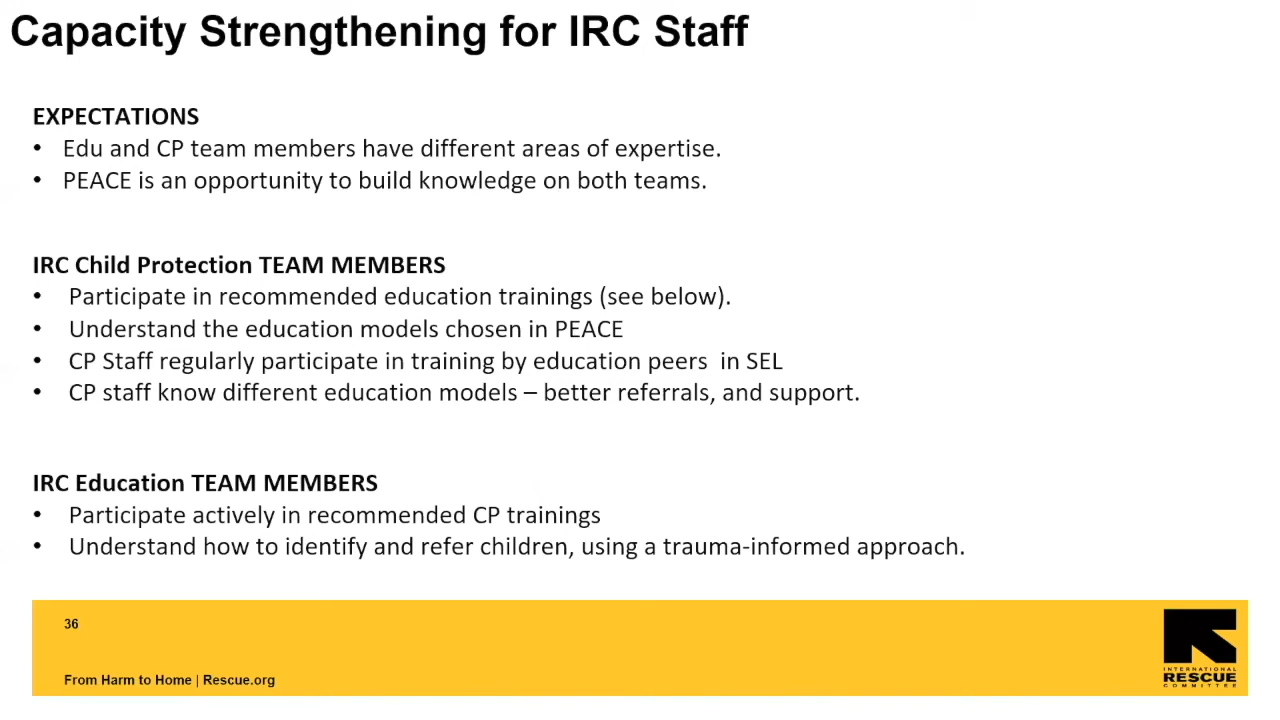 Capacity Strengthening for IRC Staff
EXPECTATIONS
• Edu and CP team members have different areas of expertise.
• PEACE is an opportunity to build knowledge on both teams.
IRC Child Protection TEAM MEMBERS
• Participate in recommended education trainings (see below).
• Understand the education models chosen in PEACE
• CP Staff regularly participate in training by education peers  in SEL
• CP staff know different education models – better referrals, and support.
IRC Education TEAM MEMBERS
• Participate actively in recommended CP trainings
• Understand how to identify and refer children, using a trauma-informed approach.
36
From Harm to Home | Rescue.org
INTERNATIONAL
RESCUE
COMMITTEE